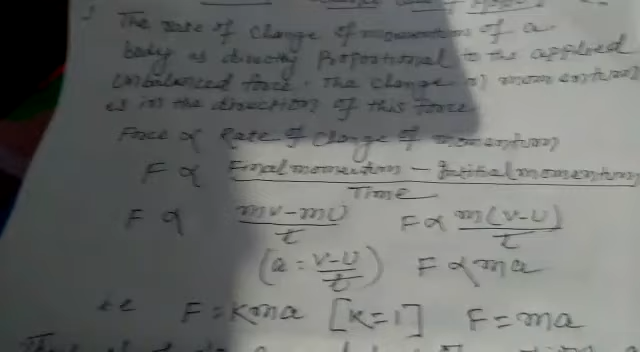 The rate of change of momentum of a
body is directly proportional to the applied
unbalanced force. The change in momentum
is in the direction of this force
Force ∝ Rate of change of momentum
F ∝ Final momentum - Initial momentum
Time
F ∝ mv-mU / t F ∝ m(v-U) / t
(a = v-U / t) F ∝ ma
ie F = Kma [K=1] F = ma